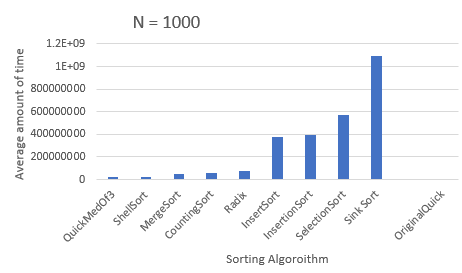 N = 1000
1.2E+09
1E+09
800000000
600000000
400000000
200000000
0
Average amount of time
QuickMedOf3
ShellSort
MergeSort
CountingSort
Radix
InsertSort
InsertionSort
SelectionSort
Sink Sort
OriginalQuick
Sorting Algoroithm